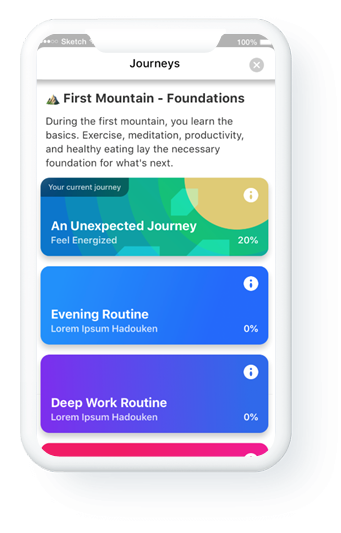 Sketch
100%
Journeys
First Mountain - Foundations
During the first mountain, you learn the
basics. Exercise, meditation, productivity,
and healthy eating lay the necessary
foundation for what's next.
Your current journey
An Unexpected Journey
Feel Energized
20%
Evening Routine
Lorem Ipsum Hadouken
0%
Deep Work Routine
Lorem Ipsum Hadouken
0%